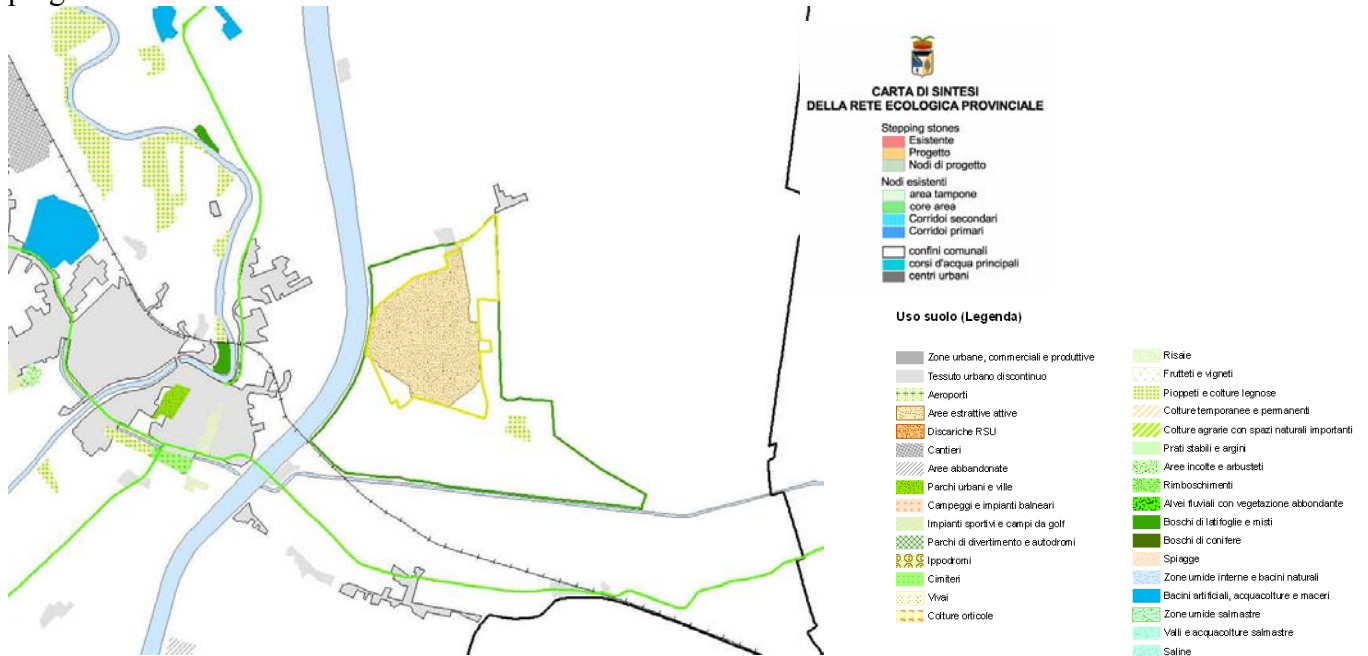 CARTA DI SINTESI
DELLA RETE ECOLOGICA PROVINCIALE
Stepping stones
Esistente
Progetto
Nodi di progetto
Nodi esistenti
area tampone
core area
Corridoi secondari
Corridoi primari
confini comunali
corsi d'acqua principali
centri urbani
Uso suolo (Legenda)
Zone urbane, commerciali e produttive
Tessuto urbano discontinuo
Aeroporti
Aree estrattive attive
Discariche RSU
Cantieri
Aree abbandonate
Parchi urbani e ville
Campeggi e impianti balneari
Impianti sportivi e campi da golf
Parchi di divertimento e autodromi
Ippodromi
Cimiteri
Vivai
Colture orticole
Risaie
Frutteti e vigneti
Pioppeti e colture legnose
Colture temporanee e permanenti
Colture agrarie con spazi naturali importanti
Prati stabili e argini
Aree incolte e arbusteti
Rimboschimenti
Alvei fluviali con vegetazione abbondante
Boschi di latifoglie e misti
Boschi di conifere
Spiagge
Zone umide interne e bacini naturali
Bacini artificiali, acquacolture e maceri
Zone umide salmastre
Valli e acquacolture salmastre
Saline